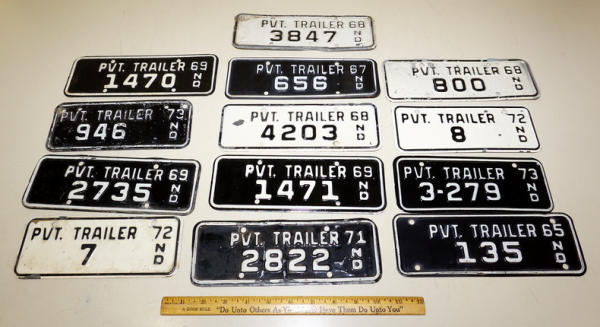 PVT. TRAILER 68
3847 ND
PVT. TRAILER 69
1470 ND
PVT. TRAILER 67
656 ND
PVT. TRAILER 68
800 ND
PVT. TRAILER 73
946 ND
PVT. TRAILER 68
4203 ND
PVT. TRAILER 72
8 ND
PVT. TRAILER 69
2735 ND
PVT. TRAILER 69
1471 ND
PVT. TRAILER 73
3-279 ND
PVT. TRAILER 72
7 ND
PVT. TRAILER 71
2822 ND
PVT. TRAILER 65
135 ND
A GOOD RULE "Do Unto Others As You Have Them Do Unto You"